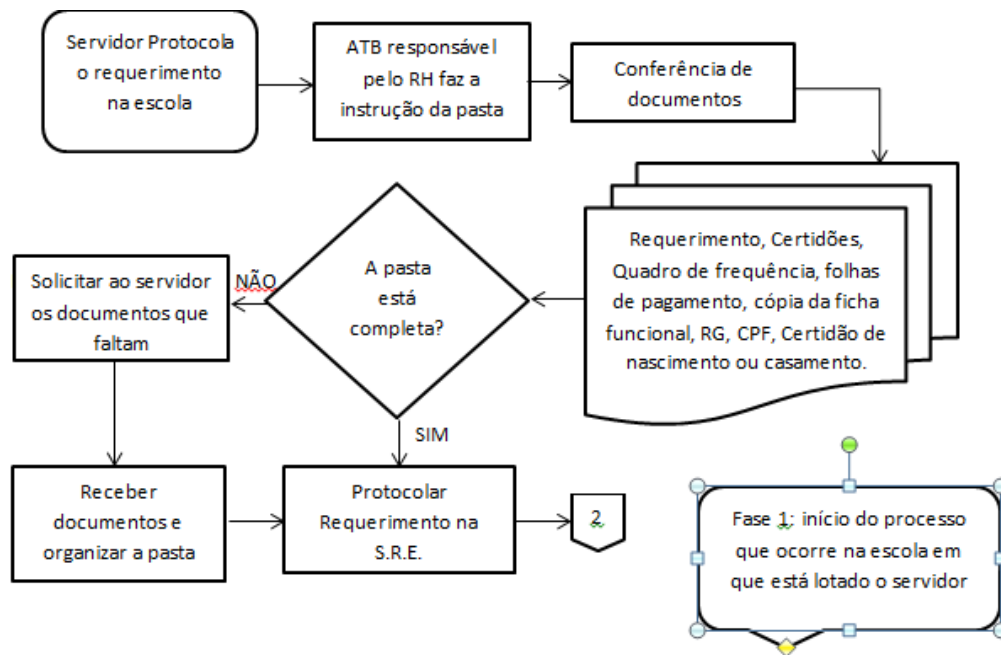 Servidor Protocola
o requerimento
na escola
ATB responsável
pelo RH faz a
instrução da pasta
Conferência de
documentos
Requerimento, Certidões,
Quadro de frequência, folhas
de pagamento, cópia da ficha
funcional, RG, CPF, Certidão de
nascimento ou casamento.
A pasta
está
completa?
NÃO
Solicitar ao servidor
os documentos que
faltam
SIM
Receber
documentos e
organizar a pasta
Protocolar
Requerimento na
S.R.E.
2
Fase 1: início do processo
que ocorre na escola em
que está lotado o servidor